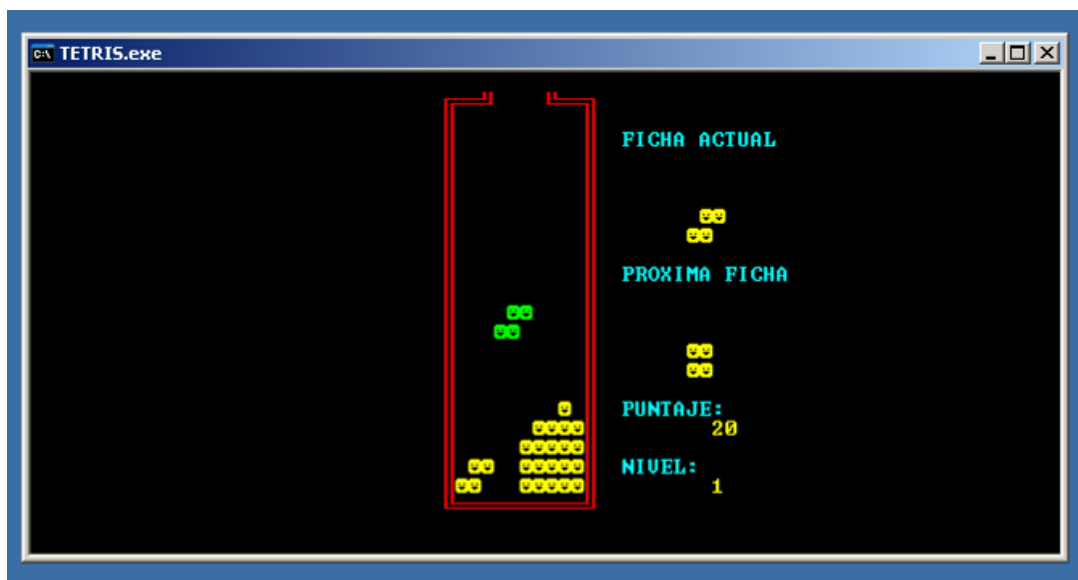 TETRIS.exe
FICHA ACTUAL
PROXIMA FICHA
PUNTAJE:
20
NIVEL:
1